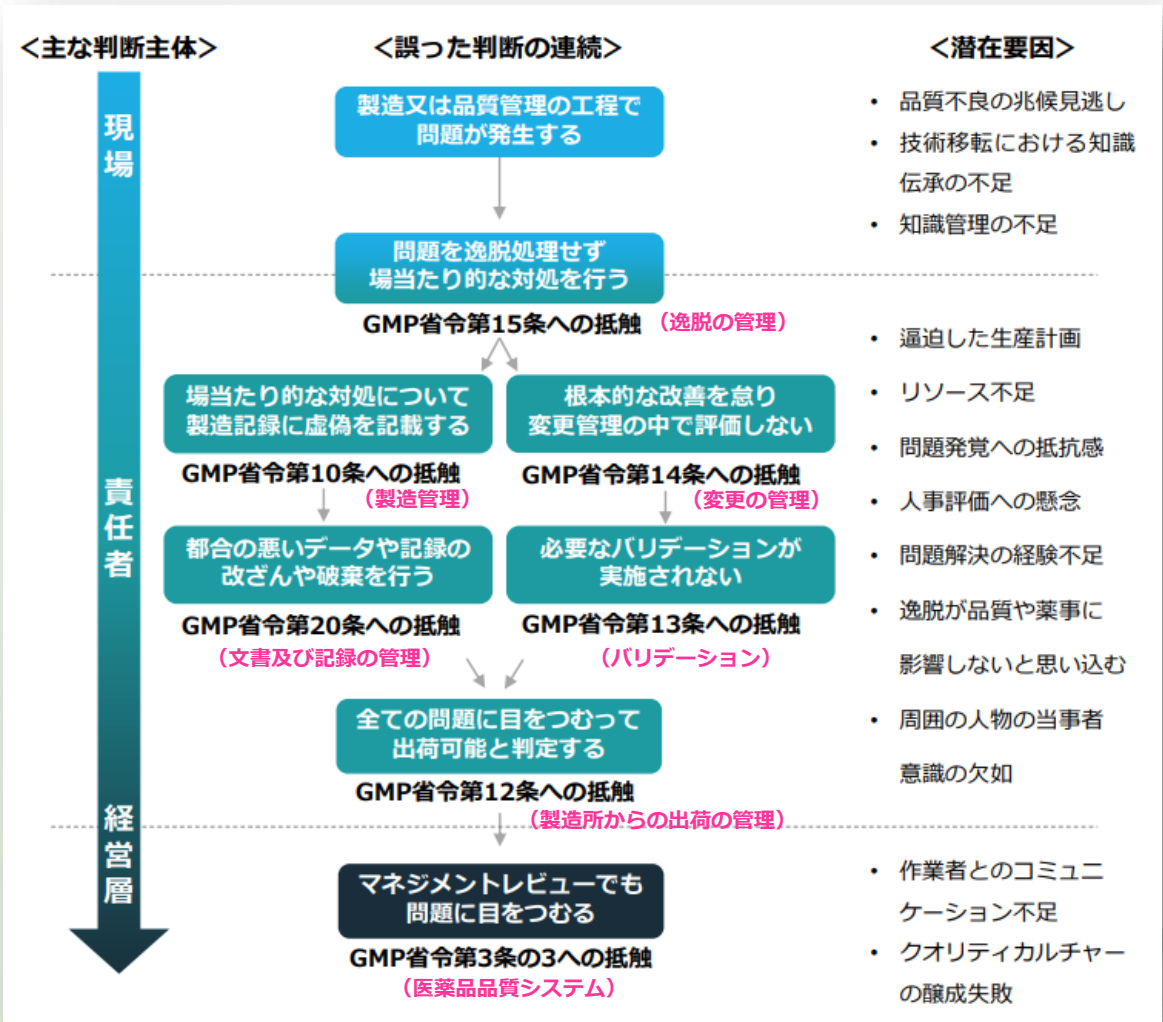 <主な判断主体>
<誤った判断の連続>
<潜在要因>
現場
責任者
経営層
製造又は品質管理の工程で
問題が発生する
問題を逸脱処理せず
場当たり的な対処を行う
GMP省令第15条への抵触
(逸脱の管理)
場当たり的な対処について
製造記録に虚偽を記載する
GMP省令第10条への抵触
(製造管理)
根本的な改善を怠り
変更管理の中で評価しない
GMP省令第14条への抵触
(変更の管理)
都合の悪いデータや記録の
改ざんや破棄を行う
GMP省令第20条への抵触
(文書及び記録の管理)
必要なバリデーションが
実施されない
GMP省令第13条への抵触
(バリデーション)
全ての問題に目をつむって
出荷可能と判定する
GMP省令第12条への抵触
(製造所からの出荷の管理)
マネジメントレビューでも
問題に目をつむる
GMP省令第3条の3への抵触
(医薬品品質システム)
• 品質不良の兆候見逃し
• 技術移転における知識
伝承の不足
• 知識管理の不足
• 逼迫した生産計画
• リソース不足
• 問題発覚への抵抗感
• 人事評価への懸念
• 問題解決の経験不足
• 逸脱が品質や薬事に
影響しないと思い込む
• 周囲の人物の当事者
意識の欠如
• 作業者とのコミュニ
ケーション不足
• クオリティカルチャー
の醸成失敗